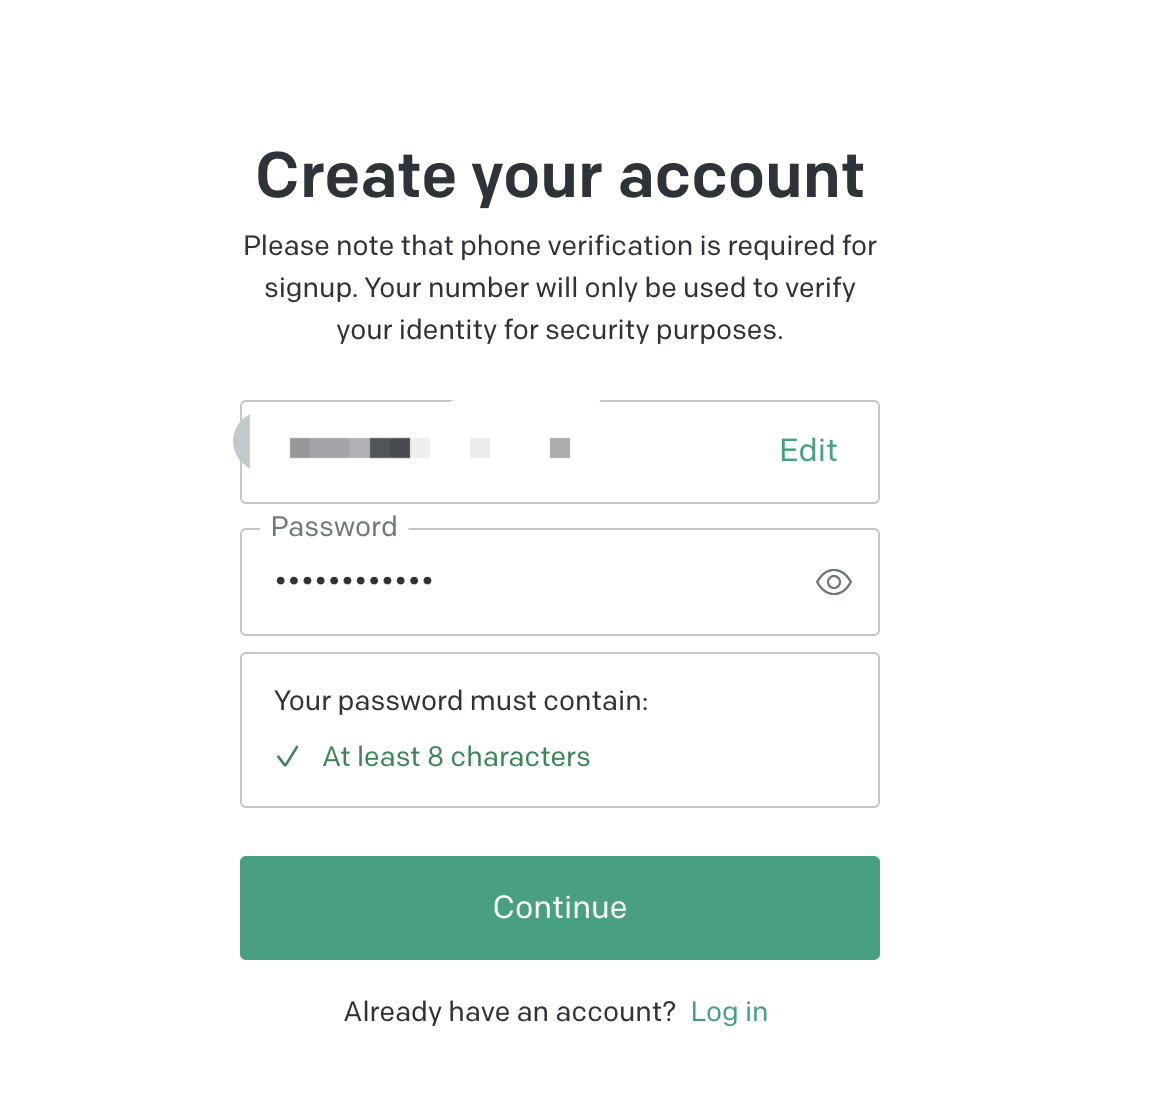 Create your account
Please note that phone verification is required for
signup. Your number will only be used to verify
your identity for security purposes.
Edit
Password
••••••••••••
Your password must contain:
✓ At least 8 characters
Continue
Already have an account? Log in